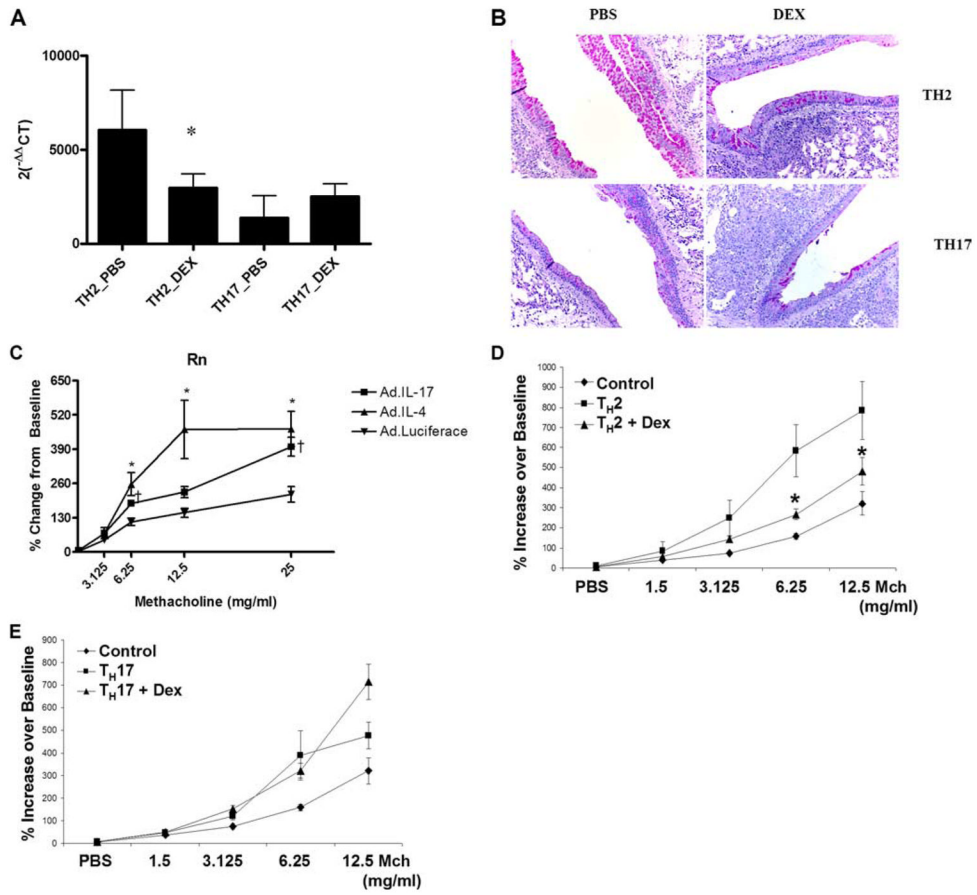 A
2(-ΔΔCT)
10000
5000
0
*
TH2_PBS
TH2_DEX
TH17_PBS
TH17_DEX
B
PBS
DEX
TH2
TH17
C
Rn
% Change from Baseline
650
520
390
260
130
0
*
*
*
†
†
3.125
6.25
12.5
25
Methacholine (mg/ml)
Ad.IL-17
Ad.IL-4
Ad.Luciferace
D
% Increase over Baseline
1000
900
800
700
600
500
400
300
200
100
0
Control
TH2
TH2 + Dex
*
*
PBS 1.5 3.125 6.25 12.5 Mch
(mg/ml)
E
% Increase over Baseline
900
800
700
600
500
400
300
200
100
0
Control
TH17
TH17 + Dex
PBS 1.5 3.125 6.25 12.5 Mch
(mg/ml)